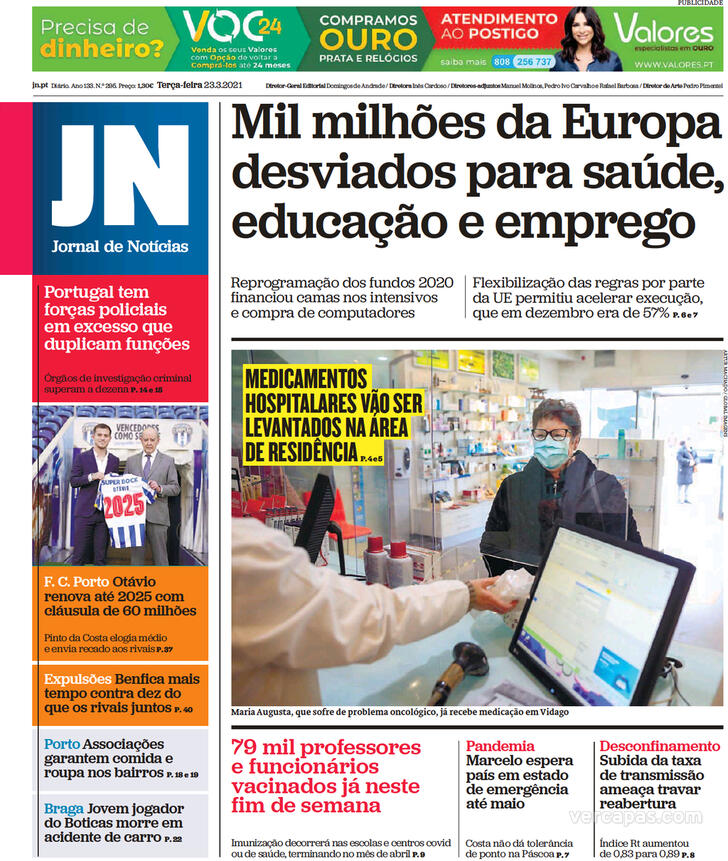 PUBLICIDADE
Precisa de
dinheiro?
VOC24
Venda os seus Valores
com Opção de voltar a
Comprá-los até 24 meses
COMPRAMOS
OURO
PRATA E RELÓGIOS
ATENDIMENTO
AO POSTIGO
saiba mais 808 256 737
Valores
especialistas em OURO
WWW.VALORES.PT
jn.pt Diário. Ano 133. N.º 295. Preço: 1,30€ Terça-feira 23.3.2021 Diretor-Geral Editorial Domingos de Andrade / Diretora Inês Cardoso / Diretores-adjuntos Manuel Molinos, Pedro Ivo Carvalho e Rafael Barbosa / Diretor de Arte Pedro Pimentel
JN
Jornal de Notícias
Mil milhões da Europa
desviados para saúde,
educação e emprego
Reprogramação dos fundos 2020
financiou camas nos intensivos
e compra de computadores
Flexibilização das regras por parte
da UE permitiu acelerar execução,
que em dezembro era de 57% P. 6 e 7
Portugal tem
forças policiais
em excesso que
duplicam funções
Órgãos de investigação criminal
superam a dezena P. 14 e 15
VENCEDORES
COMO SE
SUPER BOCK
OTÁVIO
2025
F. C. Porto Otávio
renova até 2025 com
cláusula de 60 milhões
Pinto da Costa elogia médio
e envia recado aos rivais P. 37
Expulsões Benfica mais
tempo contra dez do
que os rivais juntos P. 40
Porto Associações
garantem comida e
roupa nos bairros P. 18 e 19
Braga Jovem jogador
do Boticas morre em
acidente de carro P. 22
MEDICAMENTOS
HOSPITALARES VÃO SER
LEVANTADOS NA ÁREA
DE RESIDÊNCIA P. 4 e 5
ARTUR MACHADO / GLOBAL IMAGENS
Maria Augusta, que sofre de problema oncológico, já recebe medicação em Vidago
79 mil professores
e funcionários
vacinados já neste
fim de semana
Imunização decorrerá nas escolas e centros covid
ou de saúde, terminando no mês de abril P. 9
Pandemia
Marcelo espera
país em estado
de emergência
até maio
Costa não dá tolerância
de ponto na Páscoa P. 7
Desconfinamento
Subida da taxa
de transmissão
ameaça travar
reabertura
Índice Rt aumentou
de 0,83 para 0,89 P. 8
vercapas.com